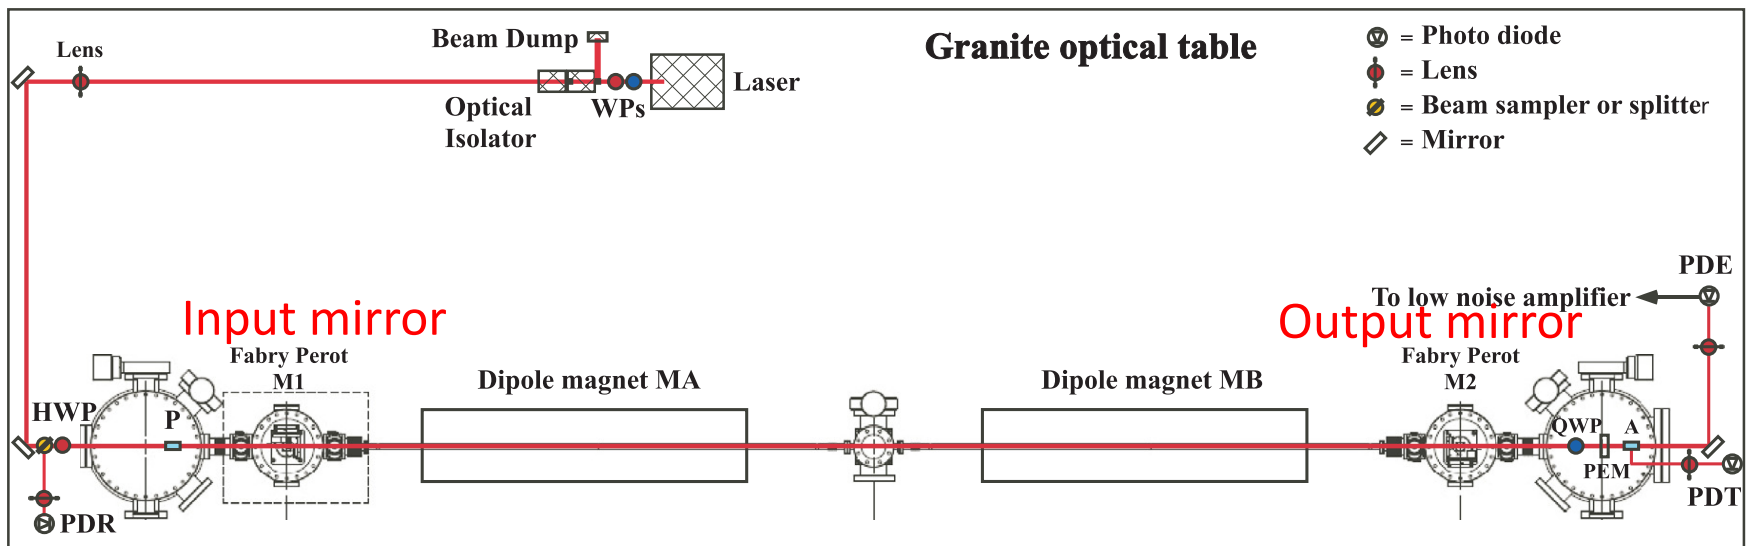 Granite optical table
Beam Dump
Lens
Laser
Optical
Isolator
WPs
= Photo diode
= Lens
= Beam sampler or splitter
= Mirror
PDE
To low noise amplifier
Input mirror
Output mirror
Fabry Perot
M1
Dipole magnet MA
Dipole magnet MB
Fabry Perot
M2
HWP
P
QWP
A
PEM
PDT
PDR